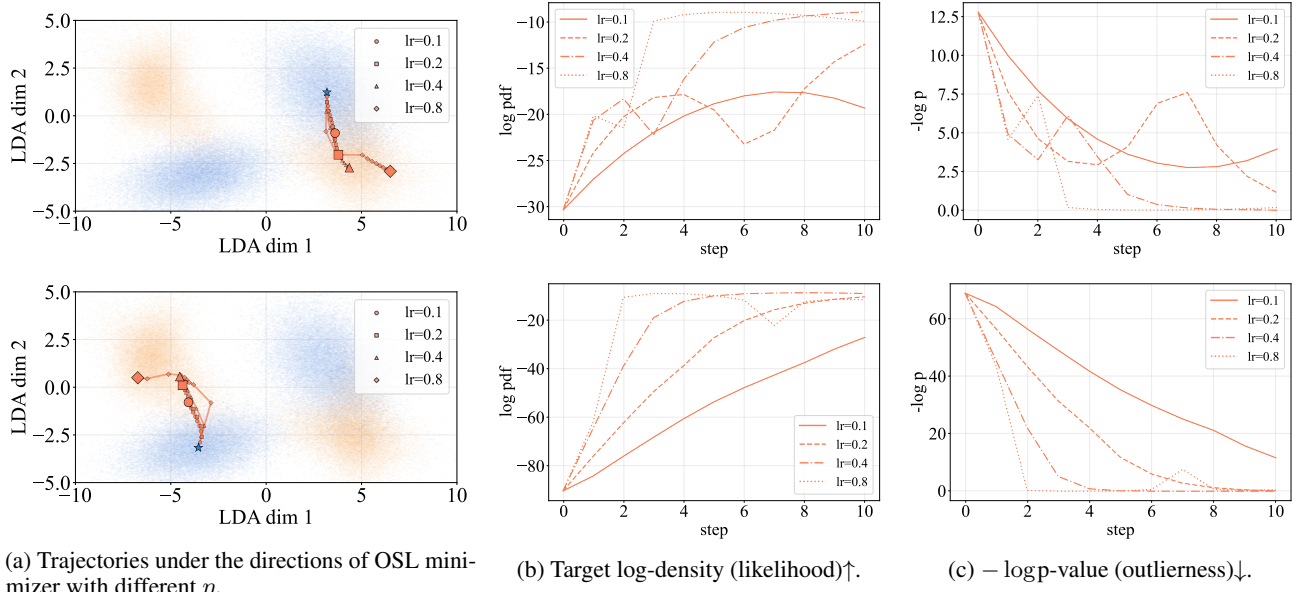 5.0
2.5
0.0
−2.5
−5.0
LDA dim 2
−10
−5
0
5
10
LDA dim 1
lr=0.1
lr=0.2
lr=0.4
lr=0.8
−10
−15
−20
−25
−30
log pdf
0
2
4
6
8
10
step
lr=0.1
lr=0.2
lr=0.4
lr=0.8
12.5
10.0
7.5
5.0
2.5
0.0
-log p
0
2
4
6
8
10
step
lr=0.1
lr=0.2
lr=0.4
lr=0.8
5.0
2.5
0.0
−2.5
−5.0
LDA dim 2
−10
−5
0
5
10
LDA dim 1
lr=0.1
lr=0.2
lr=0.4
lr=0.8
−20
−40
−60
−80
log pdf
0
2
4
6
8
10
step
lr=0.1
lr=0.2
lr=0.4
lr=0.8
60
40
20
0
-log p
0
2
4
6
8
10
step
lr=0.1
lr=0.2
lr=0.4
lr=0.8
(a) Trajectories under the directions of OSL mini-
mizer with different
(b) Target log-density (likelihood)↑.
(c) − logp-value (outlierness)↓.